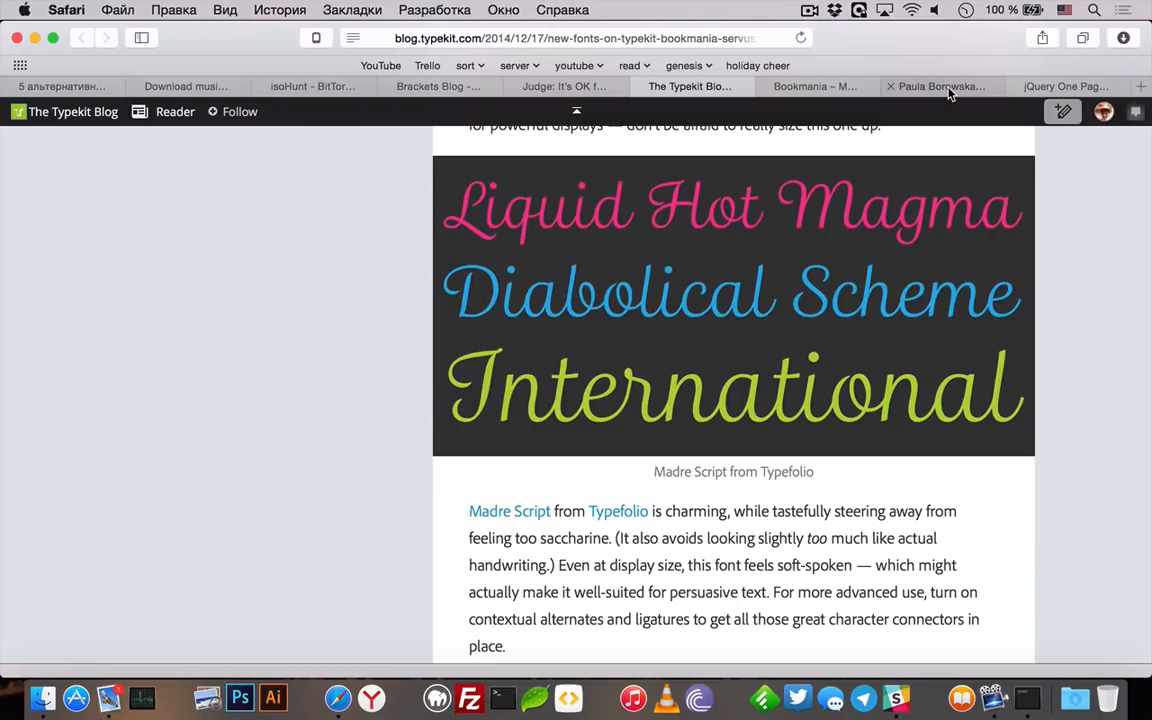 Safari Файл Правка Вид История Закладки Разработка Окно Справка 100 %
blog.typekit.com/2014/12/17/new-fonts-on-typekit-bookmania-servus
YouTube Trello sort server youtube read genesis holiday cheer
5 альтернативн... Download musi... isoHunt - BitTor... Brackets Blog -... Judge: It's OK f... The Typekit Blo... Bookmania – M... Paula Borowska... jQuery One Pag...
The Typekit Blog Reader Follow
for powerful displays — don't be afraid to really size this one up.
Liquid Hot Magma
Diabolical Scheme
International
Madre Script from Typefolio
Madre Script from Typefolio is charming, while tastefully steering away from
feeling too saccharine. (It also avoids looking slightly too much like actual
handwriting.) Even at display size, this font feels soft-spoken — which might
actually make it well-suited for persuasive text. For more advanced use, turn on
contextual alternates and ligatures to get all those great character connectors in
place.
Ps Ai Fz